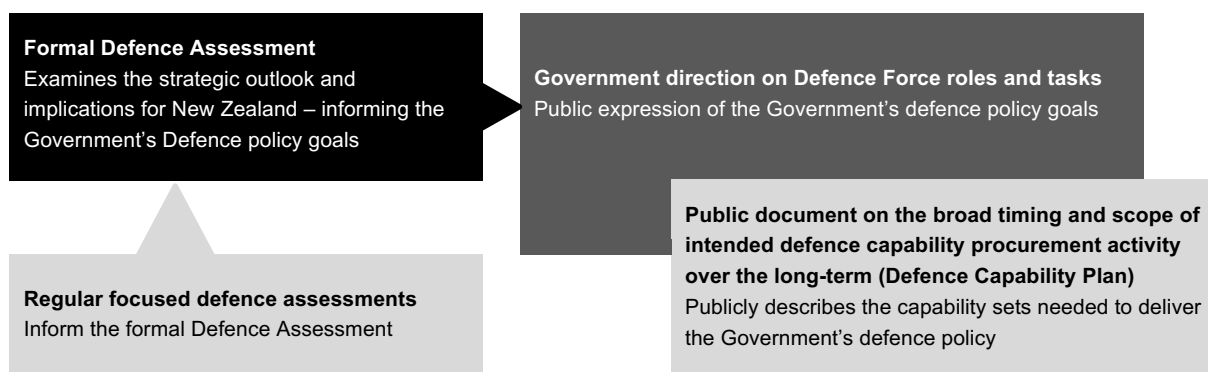 Formal Defence Assessment
Examines the strategic outlook and
implications for New Zealand – informing the
Government’s Defence policy goals
Government direction on Defence Force roles and tasks
Public expression of the Government’s defence policy goals
Regular focused defence assessments
Inform the formal Defence Assessment
Public document on the broad timing and scope of
intended defence capability procurement activity
over the long-term (Defence Capability Plan)
Publicly describes the capability sets needed to deliver
the Government’s defence policy